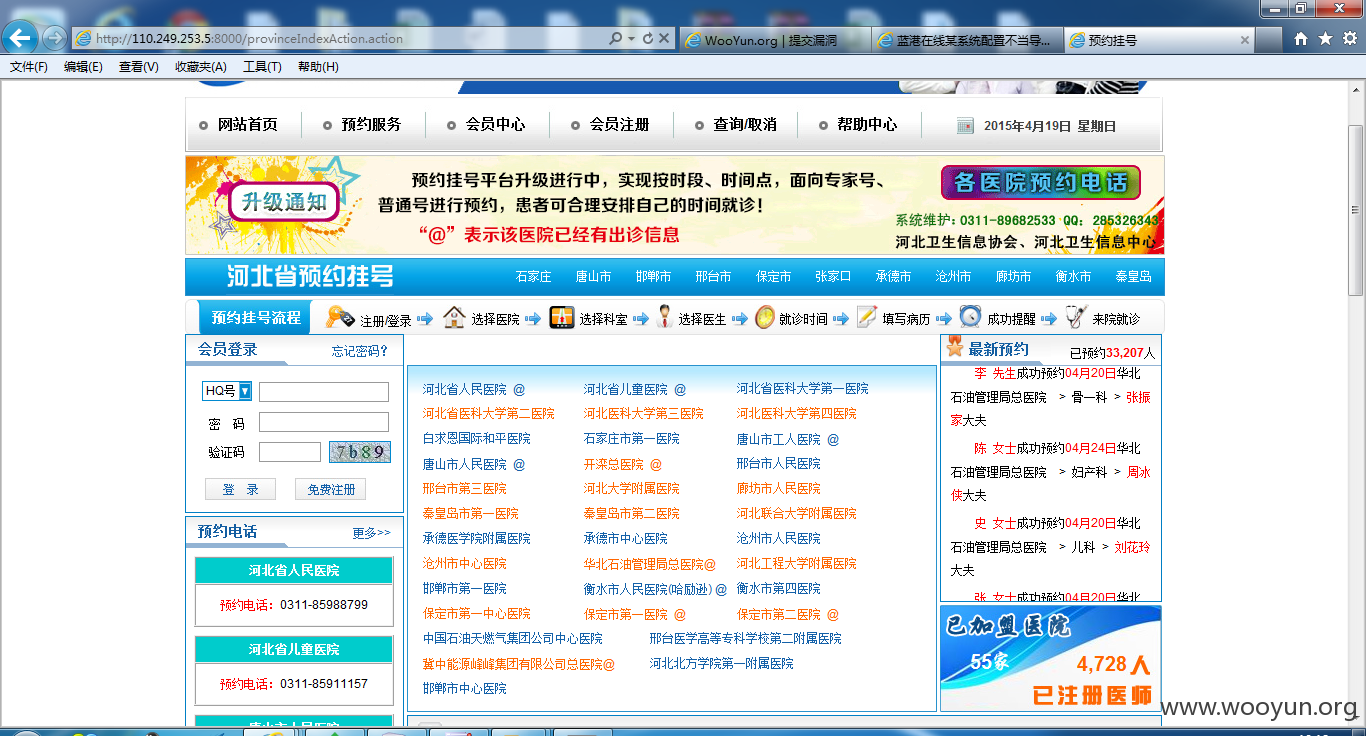 http://110.249.253.5:8000/provinceIndexAction.action
WooYun.org | 提交漏洞
蓝港在线某系统配置不当导...
预约挂号
文件(F) 编辑(E) 查看(V) 收藏夹(A) 工具(T) 帮助(H)
网站首页 预约服务 会员中心 会员注册 查询/取消 帮助中心 2015年4月19日 星期日
升级通知
预约挂号平台升级进行中，实现按时段、时间点，面向专家号、
普通号进行预约，患者可合理安排自己的时间就诊！
“@”表示该医院已经有出诊信息
各医院预约电话
系统维护：0311-89682533 QQ：285326343
河北卫生信息协会、河北卫生信息中心
河北省预约挂号 石家庄 唐山市 邯郸市 邢台市 保定市 张家口 承德市 沧州市 廊坊市 衡水市 秦皇岛
预约挂号流程 注册/登录 选择医院 选择科室 选择医生 就诊时间 填写病历 成功提醒 来院就诊
会员登录 忘记密码？
HQ号
密 码
验证码 7b89
登 录 免费注册
预约电话 更多>>
河北省人民医院
预约电话：0311-85988799
河北省儿童医院
预约电话：0311-85911157
唐山市人民医院
河北省人民医院 @ 河北省儿童医院 @ 河北省医科大学第一医院
河北省医科大学第二医院 河北医科大学第三医院 河北医科大学第四医院
白求恩国际和平医院 石家庄市第一医院 唐山市工人医院 @
唐山市人民医院 @ 开滦总医院 @ 邢台市人民医院
邢台市第三医院 河北大学附属医院 廊坊市人民医院
秦皇岛市第一医院 秦皇岛市第二医院 河北联合大学附属医院
承德医学院附属医院 承德市中心医院 沧州市人民医院
沧州市中心医院 华北石油管理局总医院@ 河北工程大学附属医院
邯郸市第一医院 衡水市人民医院(哈励逊) @ 衡水市第四医院
保定市第一中心医院 保定市第一医院 @ 保定市第二医院 @
中国石油天燃气集团公司中心医院 邢台医学高等专科学校第二附属医院
冀中能源峰峰集团有限公司总医院@ 河北北方学院第一附属医院
邯郸市中心医院
最新预约 已预约33,207人
李 先生成功预约04月20日华北
石油管理局总医院 > 骨一科 > 张振
家大夫
陈 女士成功预约04月24日华北
石油管理局总医院 > 妇产科 > 周冰
侠大夫
史 女士成功预约04月20日华北
石油管理局总医院 > 儿科 > 刘花玲
大夫
张 女士成功预约04月20日华北
已加盟医院
55家
4,728人
已注册医师
www.wooyun.org